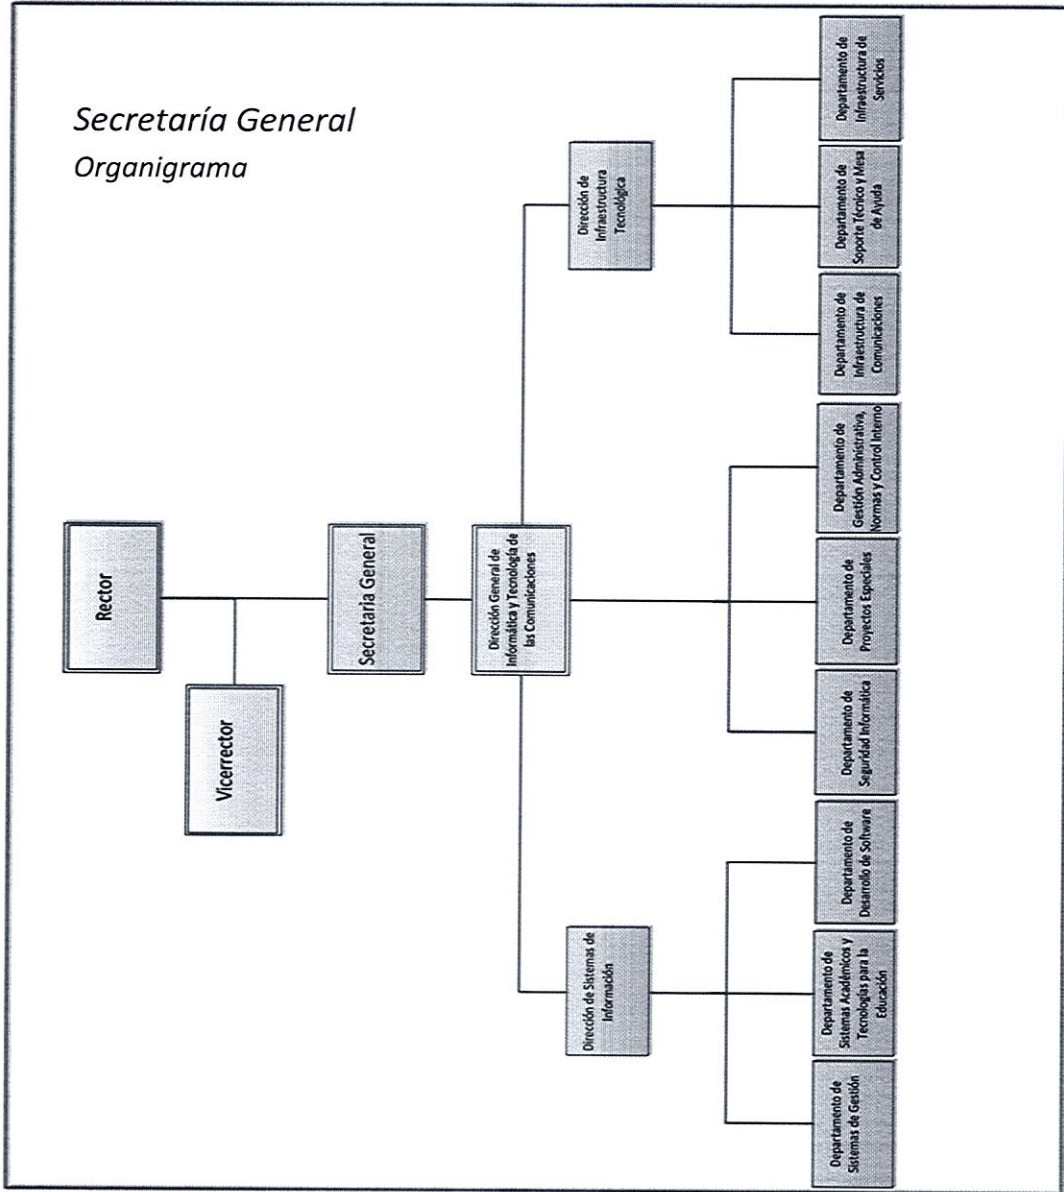 Secretaría General
Organigrama
Rector
Vicerrector
Secretaria General
Dirección General de
Informática y Tecnología de
las Comunicaciones
Dirección de Sistemas de
Información
Dirección de
Infraestructura
Tecnológica
Departamento de
Sistemas de Gestión
Departamento de
Sistemas Académicos y
Tecnologías para la
Educación
Departamento de
Desarrollo de Software
Departamento de
Seguridad Informática
Departamento de
Proyectos Especiales
Departamento de
Gestión Administrativa,
Normas y Control Interno
Departamento de
Infraestructura de
Comunicaciones
Departamento de
Soporte Técnico y Mesa
de Ayuda
Departamento de
Infraestructura de
Servicios